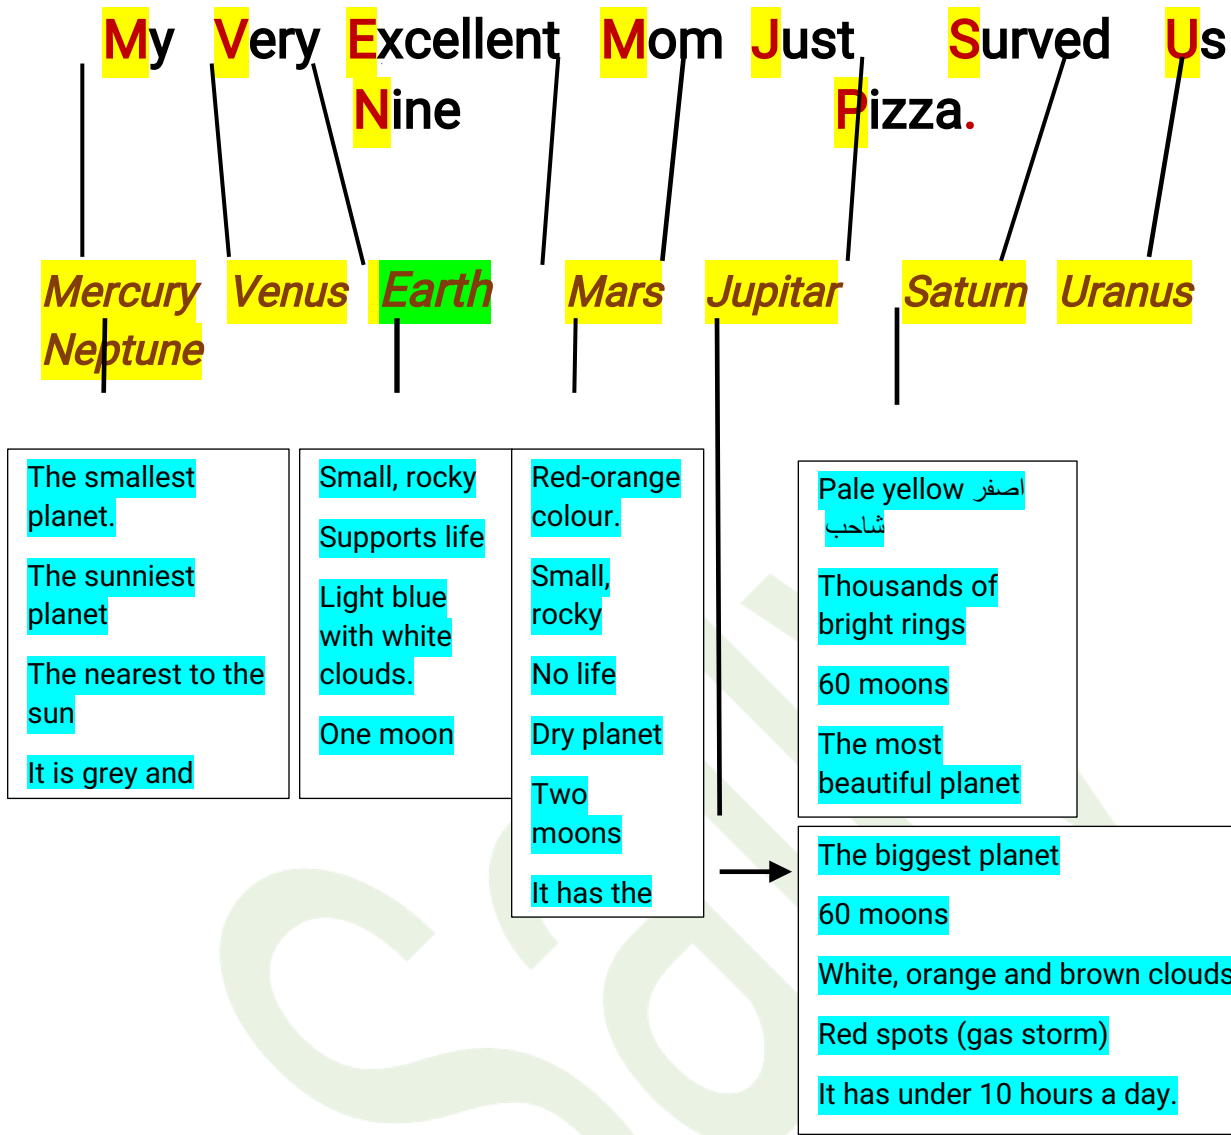 My Very Excellent Mom Just Surved Us
Nine Pizza.
Mercury Venus Earth Mars Jupitar Saturn Uranus
Neptune
The smallest
planet.
The sunniest
planet
The nearest to the
sun
It is grey and
Small, rocky
Supports life
Light blue
with white
clouds.
One moon
Red-orange
colour.
Small,
rocky
No life
Dry planet
Two
moons
It has the
Pale yellow اصفر
شاحب
Thousands of
bright rings
60 moons
The most
beautiful planet
The biggest planet
60 moons
White, orange and brown clouds
Red spots (gas storm)
It has under 10 hours a day.
Sally